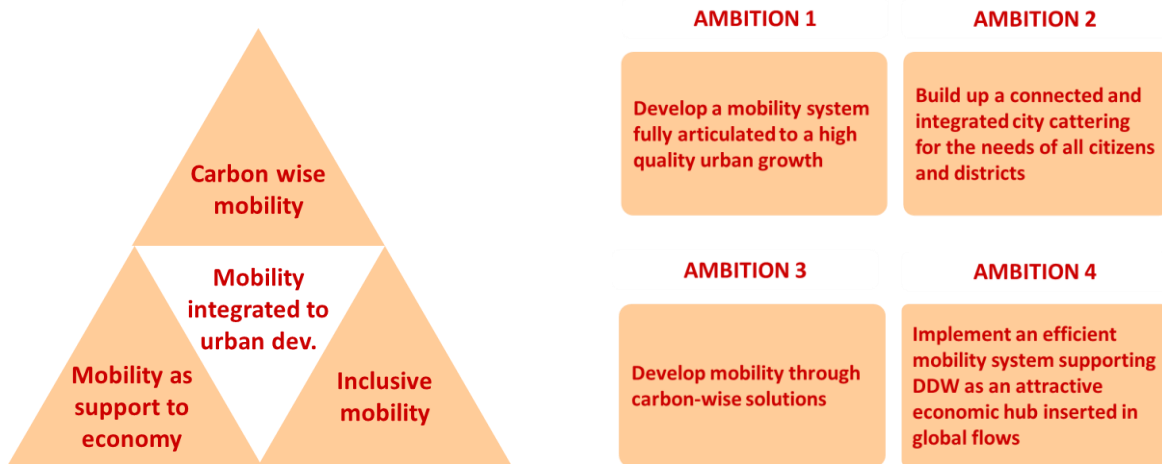 Carbon wise
mobility
Mobility
integrated to
urban dev.
Mobility as
support to
economy
Inclusive
mobility
AMBITION 1
Develop a mobility system
fully articulated to a high
quality urban growth
AMBITION 2
Build up a connected and
integrated city cattering
for the needs of all citizens
and districts
AMBITION 3
Develop mobility through
carbon-wise solutions
AMBITION 4
Implement an efficient
mobility system supporting
DDW as an attractive
economic hub inserted in
global flows